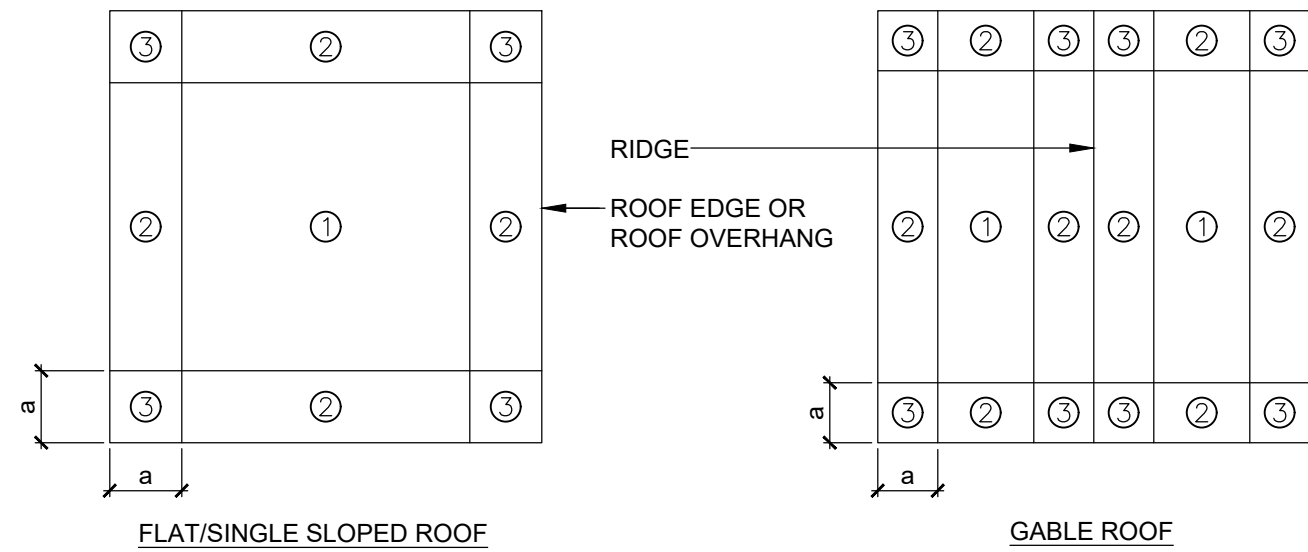 ③ ② ③ ③ ② ③ ③ ② ③
RIDGE
ROOF EDGE OR
ROOF OVERHANG
② ① ② ② ① ② ② ① ②
a ③ ② ③ a ③ ② ③ ③ ② ③
a a
FLAT/SINGLE SLOPED ROOF GABLE ROOF